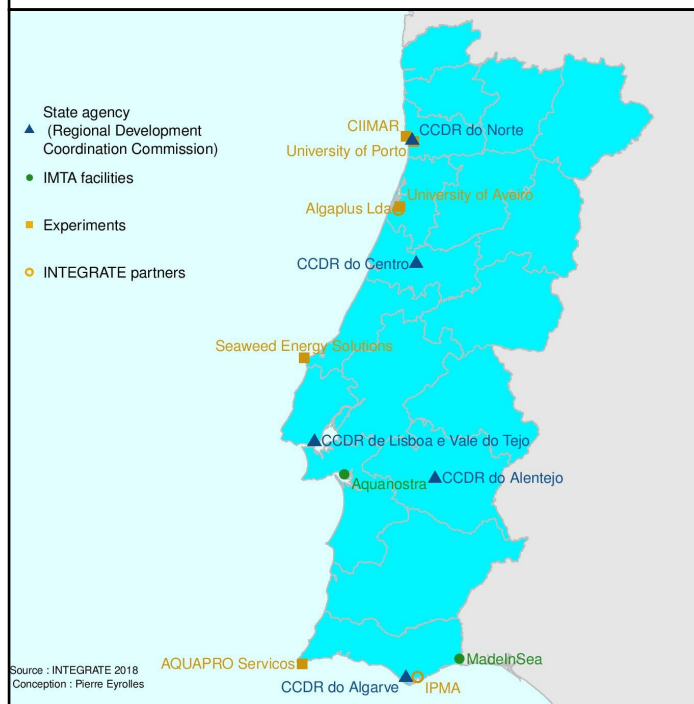 State agency
(Regional Development
Coordination Commission)
IMTA facilities
Experiments
INTEGRATE partners
CIIMAR
CCDR do Norte
University of Porto
University of Aveiro
Algaplus Lda
CCDR do Centro
Seaweed Energy Solutions
CCDR de Lisboa e Vale do Tejo
Aquanostra
CCDR do Alentejo
AQUAPRO Servicos
MadeInSea
CCDR do Algarve
IPMA
Source : INTEGRATE 2018
Conception : Pierre Eyrolles